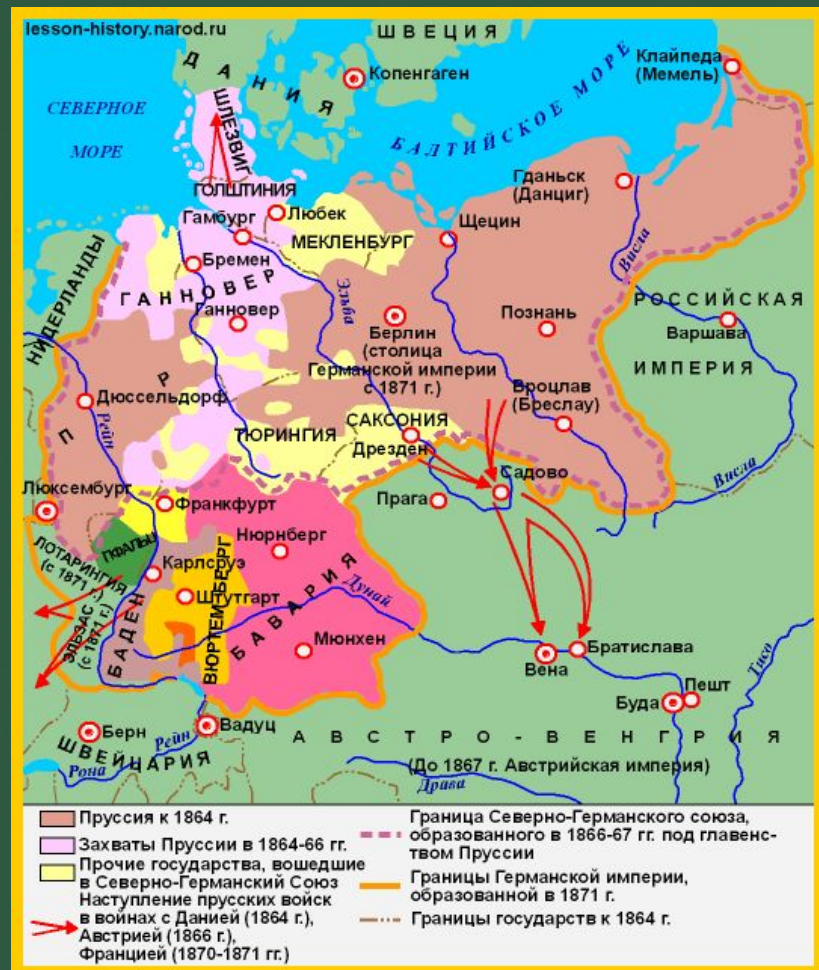 lesson-history.narod.ru
ШВЕЦИЯ
ДАНИЯ
Копенгаген
Клайпеда
(Мемель)
СЕВЕРНОЕ
МОРЕ
БАЛТИЙСКОЕ МОРЕ
ШЛЕЗВИГ
ГОЛШТИНИЯ
Гданьск
(Данциг)
Любек
Гамбург
Щецин
МЕКЛЕНБУРГ
Бремен
НИДЕРЛАНДЫ
ГАННОВЕР
Эльба
Висла
РОССИЙСКАЯ
ИМПЕРИЯ
Ганновер
Познань
Варшава
Берлин
(столица
Германской империи
с 1871 г.)
П Р
Дюссельдорф
Рейн
Вроцлав
(Бреслау)
ТЮРИНГИЯ
САКСОНИЯ
Дрезден
Садово
Висла
Люксембург
Прага
Франкфурт
ПФАЛЬЦ
Нюрнберг
ЛОТАРИНГИЯ
(с 1871 г.)
Карлсруэ
Штутгарт
ЭЛЬЗАС
(с 1871 г.)
БАДЕН
ВЮРТЕМБЕРГ
БАВАРИЯ
Дунай
Мюнхен
Вена
Братислава
Тисо
Пешт
Буда
Берн
Рейн
Вадуц
ШВЕЙЦАРИЯ
Рона
АВСТРО-ВЕНГРИЯ
(До 1867 г. Австрийская империя)
Драва
Пруссия к 1864 г.
Захваты Пруссии в 1864-66 гг.
Прочие государства, вошедшие
в Северно-Германский Союз
Наступление прусских войск
в войнах с Данией (1864 г.),
Австрией (1866 г.),
Францией (1870-1871 гг.)
Граница Северно-Германского союза,
образованного в 1866-67 гг. под главенс-
твом Пруссии
Границы Германской империи,
образованной в 1871 г.
Границы государств к 1864 г.